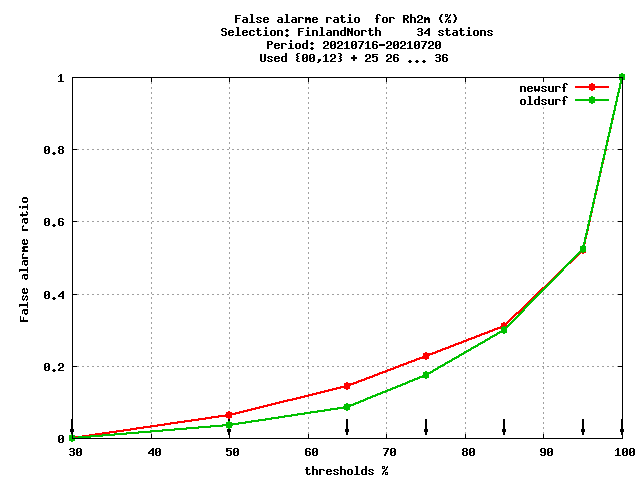 False alarme ratio  for Rh2m (%)
Selection: FinlandNorth     34 stations
Period: 20210716-20210720
Used {00,12} + 25 26 ... 36
1
newsurf
oldsurf
0.8
0.6
0.4
0.2
0
False alarme ratio
30 40 50 60 70 80 90 100
thresholds %